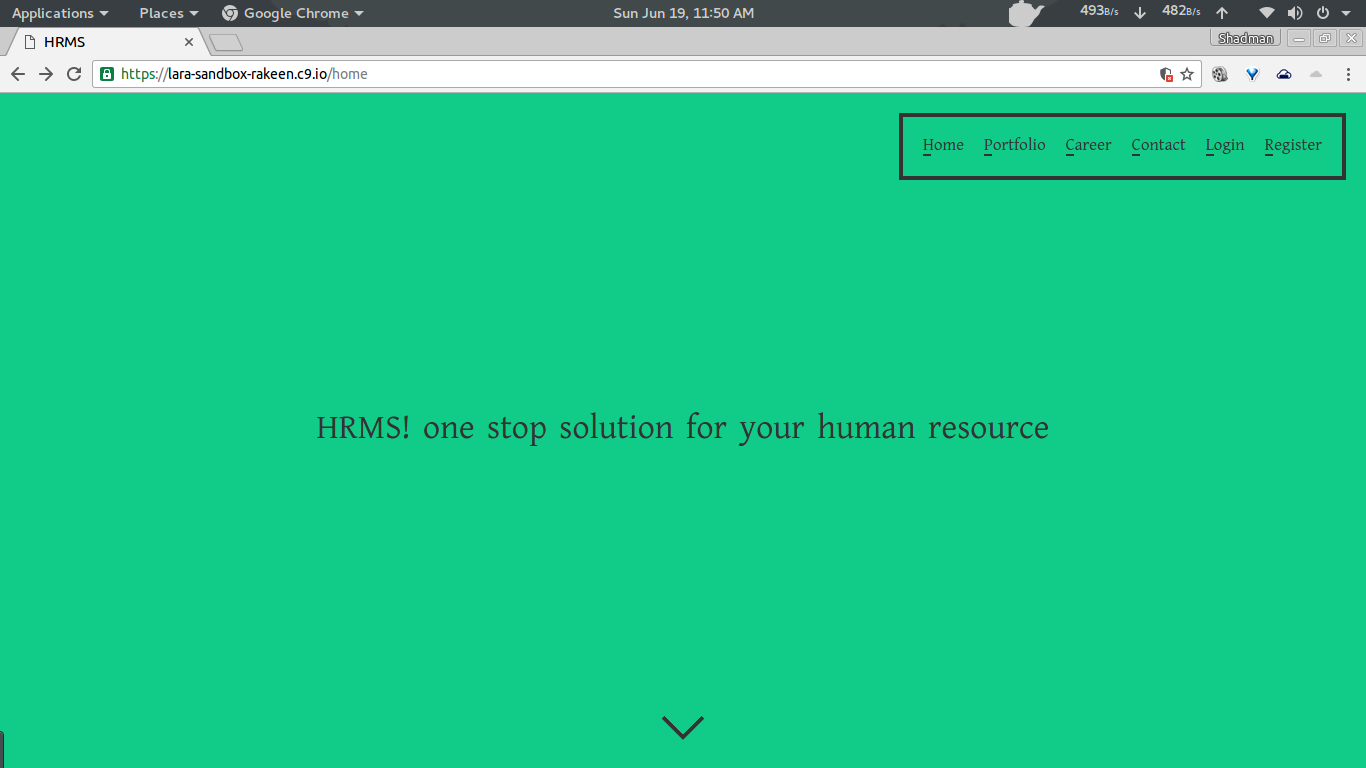 Applications Places Google Chrome Sun Jun 19, 11:50 AM 493B/s 482B/s
HRMS Shadman
https://lara-sandbox-rakeen.c9.io/home
Home Portfolio Career Contact Login Register
HRMS! one stop solution for your human resource